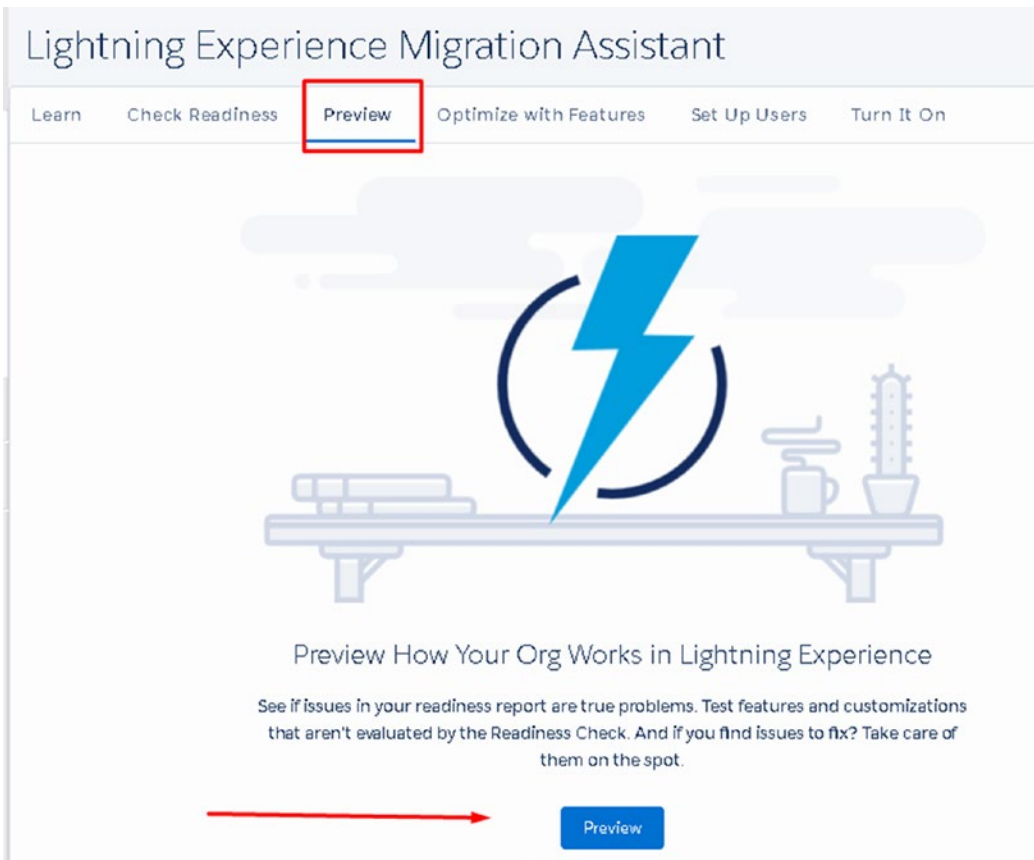 Lightning Experience Migration Assistant
Learn Check Readiness Preview Optimize with Features Set Up Users Turn It On
Preview How Your Org Works in Lightning Experience
See if issues in your readiness report are true problems. Test features and customizations
that aren't evaluated by the Readiness Check. And if you find issues to fix? Take care of
them on the spot.
Preview